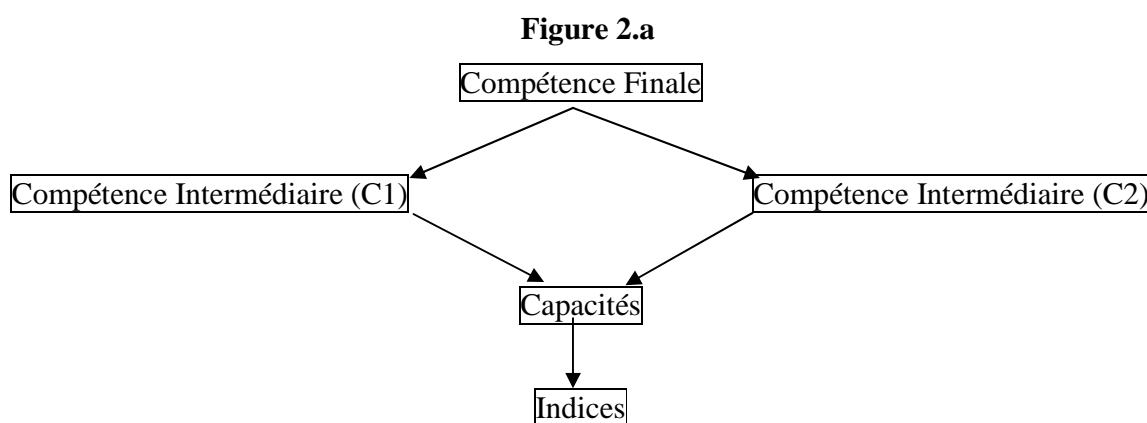 Figure 2.a
Compétence Finale
Compétence Intermédiaire (C1)
Compétence Intermédiaire (C2)
Capacités
Indices